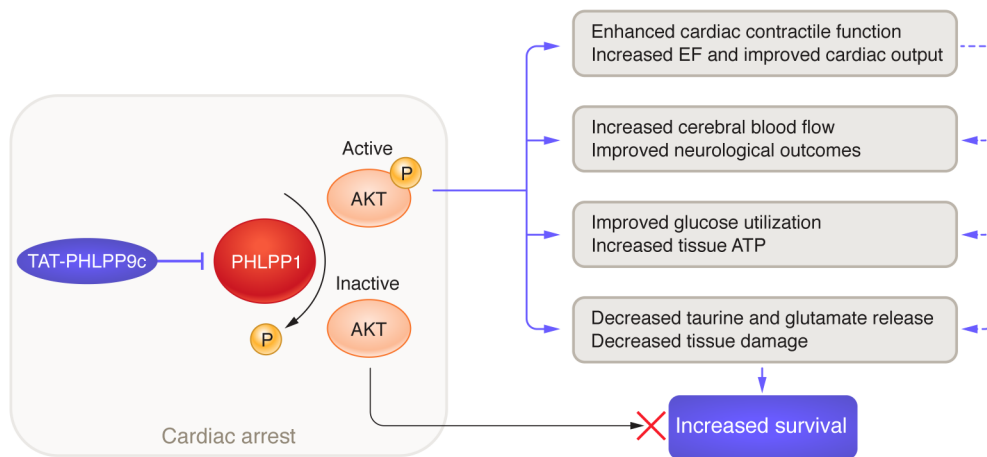 Enhanced cardiac contractile function
Increased EF and improved cardiac output
Increased cerebral blood flow
Improved neurological outcomes
Active
P
AKT
Improved glucose utilization
Increased tissue ATP
TAT-PHLPP9c
PHLPP1
Inactive
AKT
P
Decreased taurine and glutamate release
Decreased tissue damage
Increased survival
Cardiac arrest